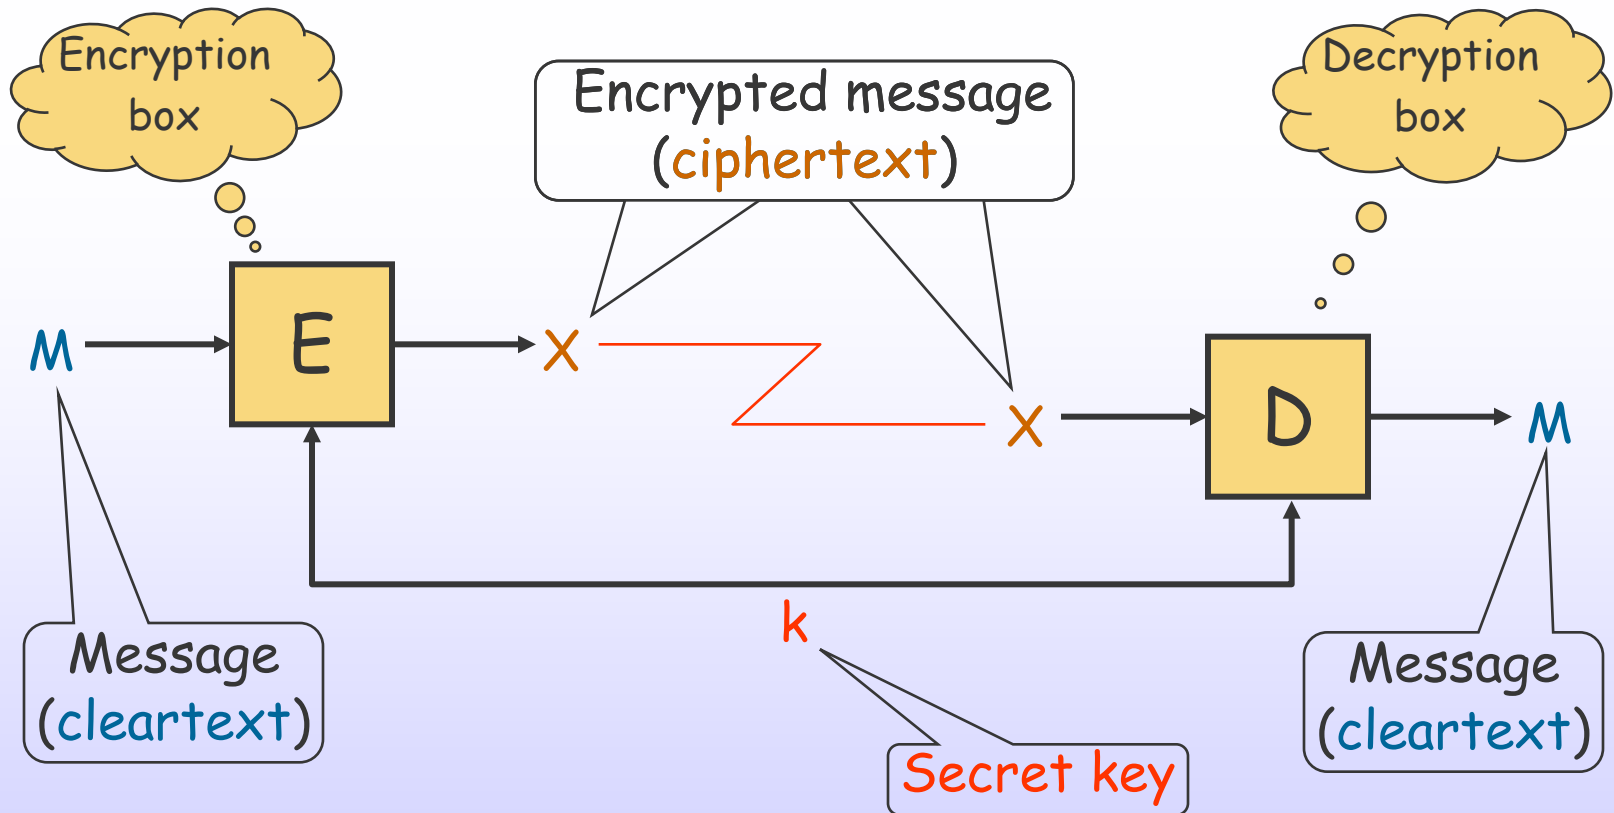 Encryption
box
Encrypted message
(ciphertext)
Decryption
box
E
M
X
X
D
M
k
Message
(cleartext)
Message
(cleartext)
Secret key